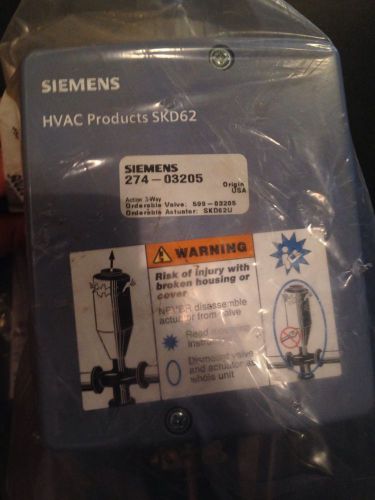 SIEMENS
HVAC Products SKD62
SIEMENS
274-03205
Origin
USA
Action 3-Way
Orderable Valve: 599-03205
Orderable Actuator: SKD62U
WARNING
Risk of injury with
broken housing or
cover
NEVER disassemble
actuator from valve
Read
instru
Dismount valve
and actuator as
whole unit